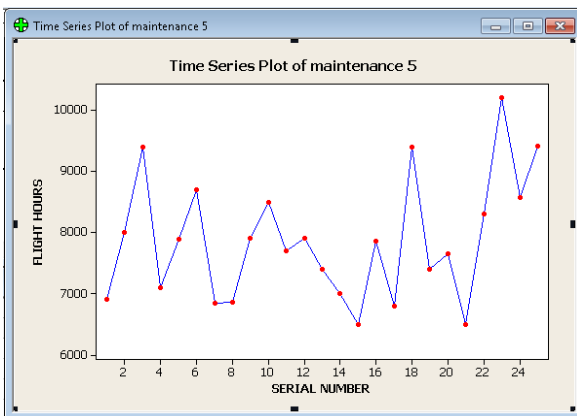 Time Series Plot of maintenance 5
Time Series Plot of maintenance 5
10000
9000
8000
7000
6000
FLIGHT HOURS
2 4 6 8 10 12 14 16 18 20 22 24
SERIAL NUMBER